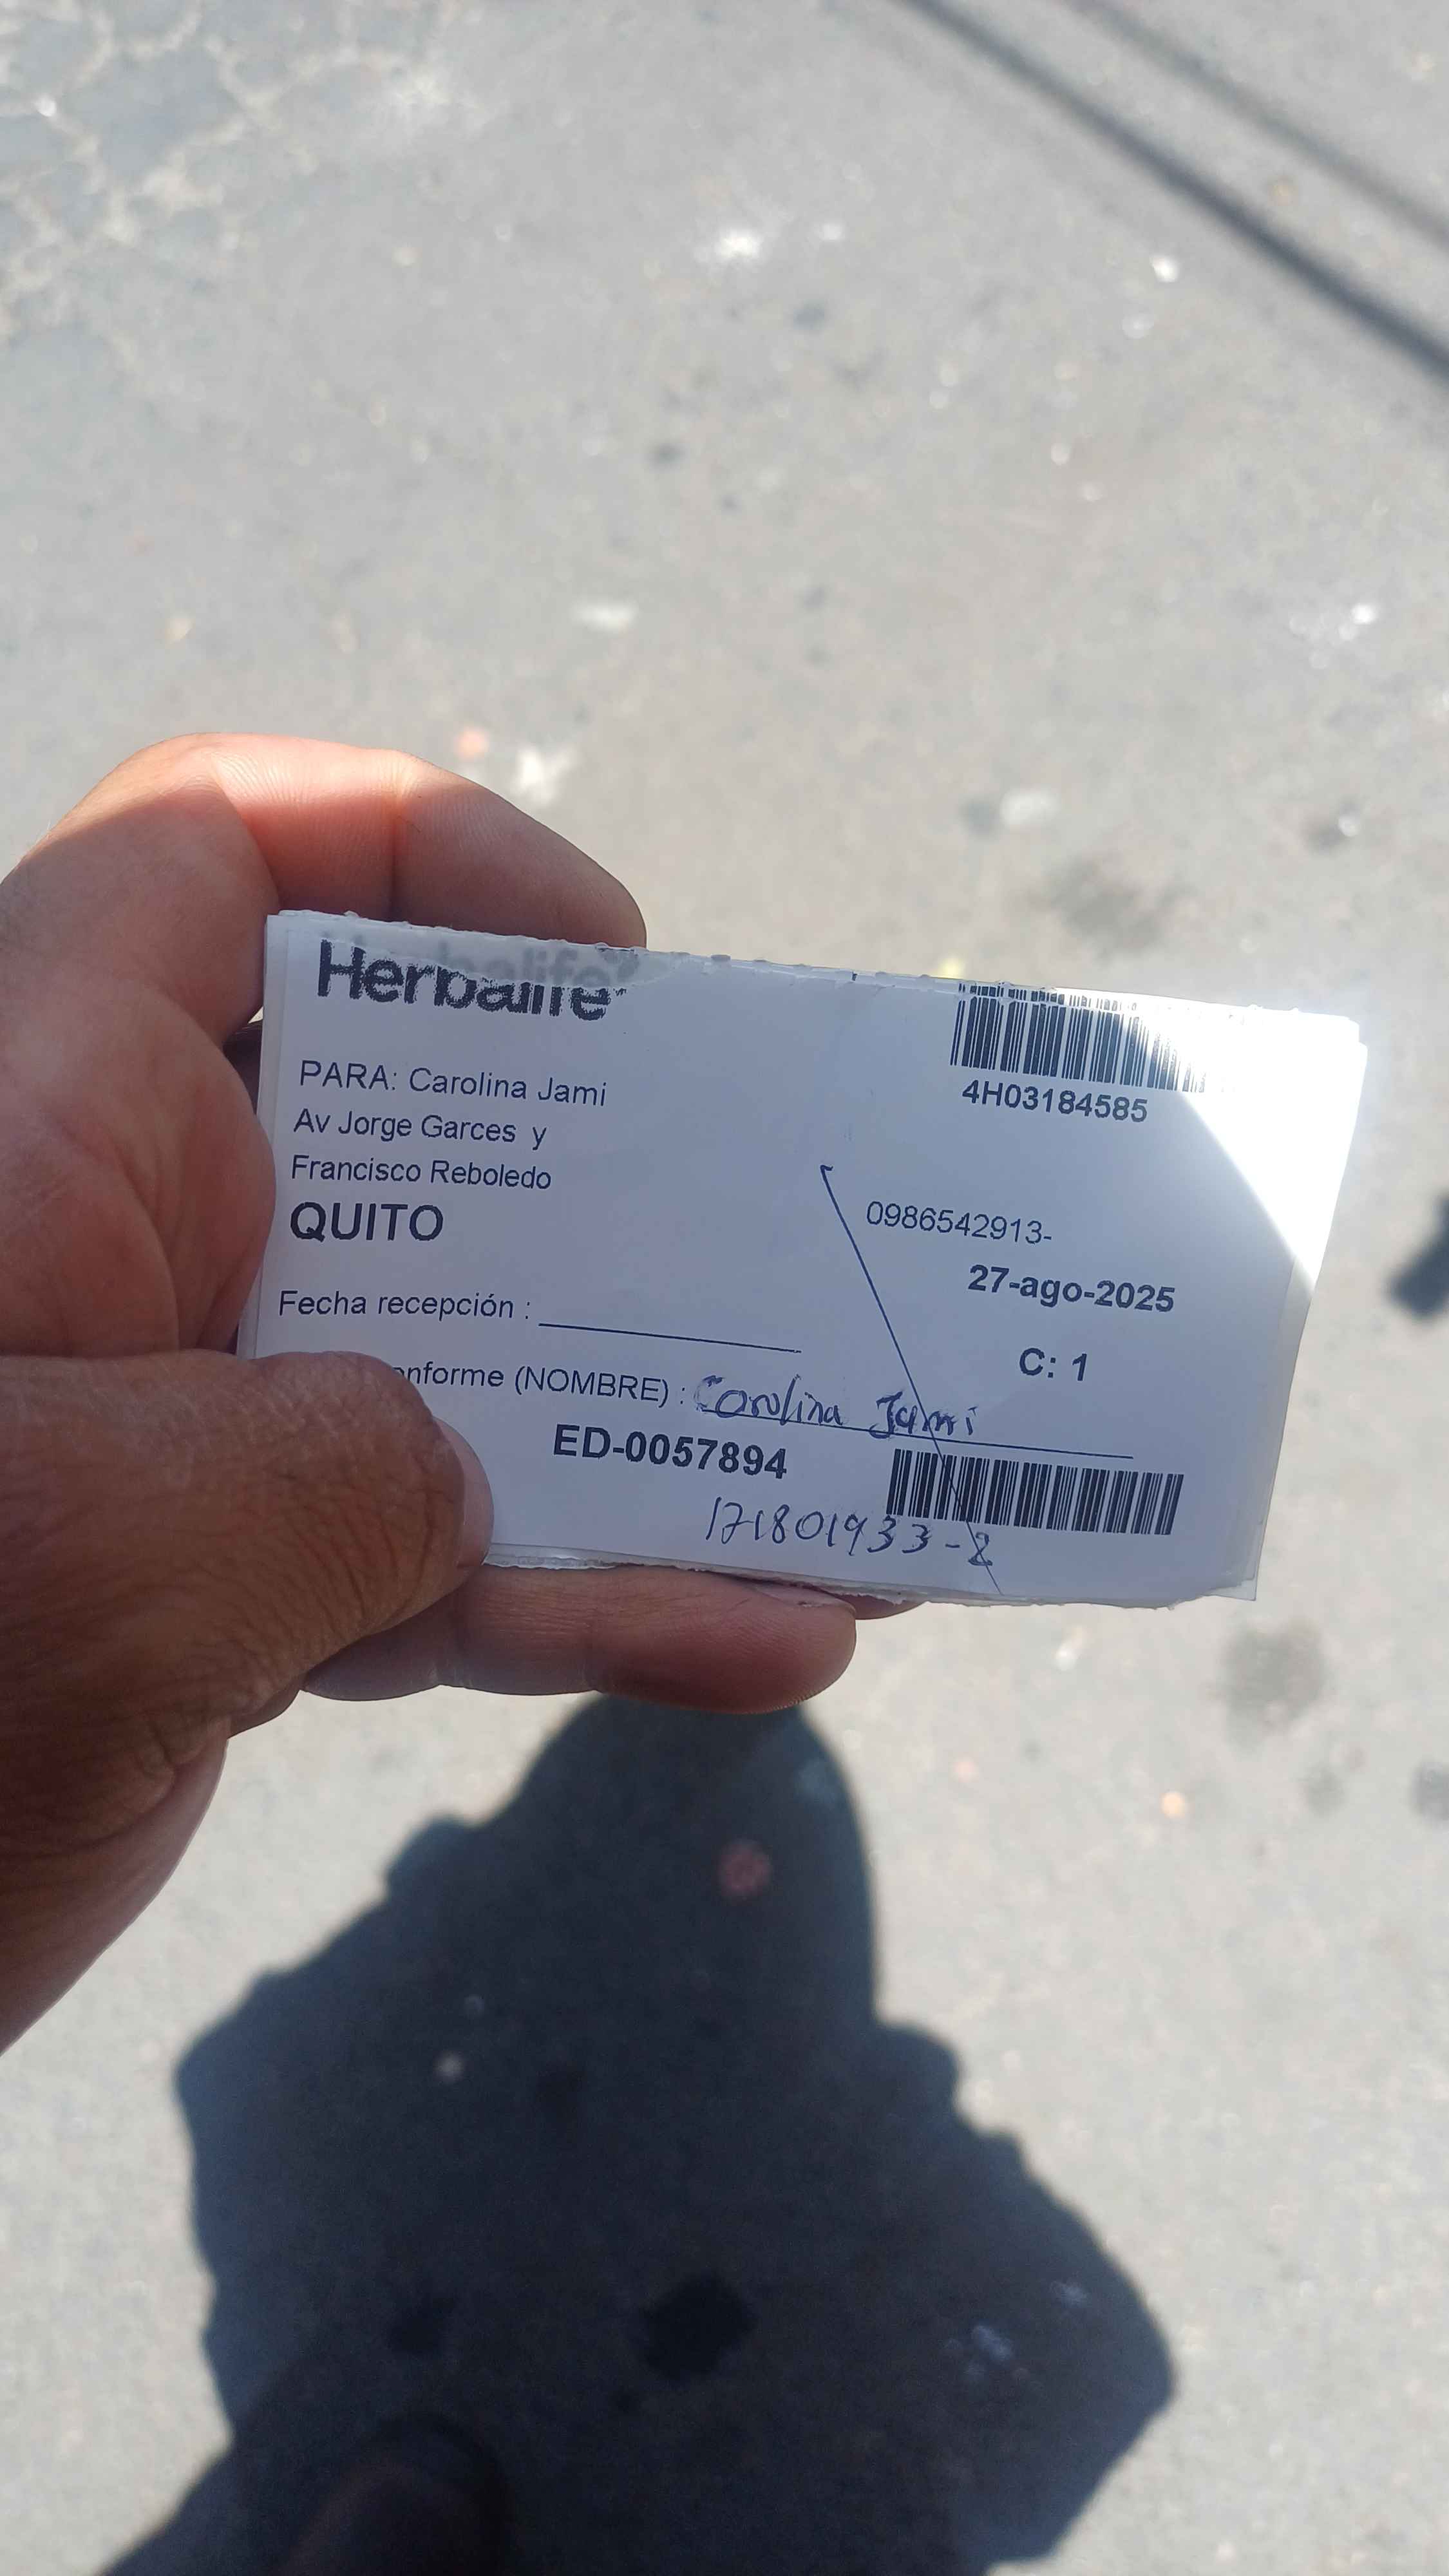 Herbalife
4H03184585
PARA: Carolina Jami
Av Jorge Garces y
Francisco Reboledo
QUITO
0986542913-
27-ago-2025
Fecha recepción :
C: 1
onforme (NOMBRE) : Carolina Jami
ED-0057894
171801933-2